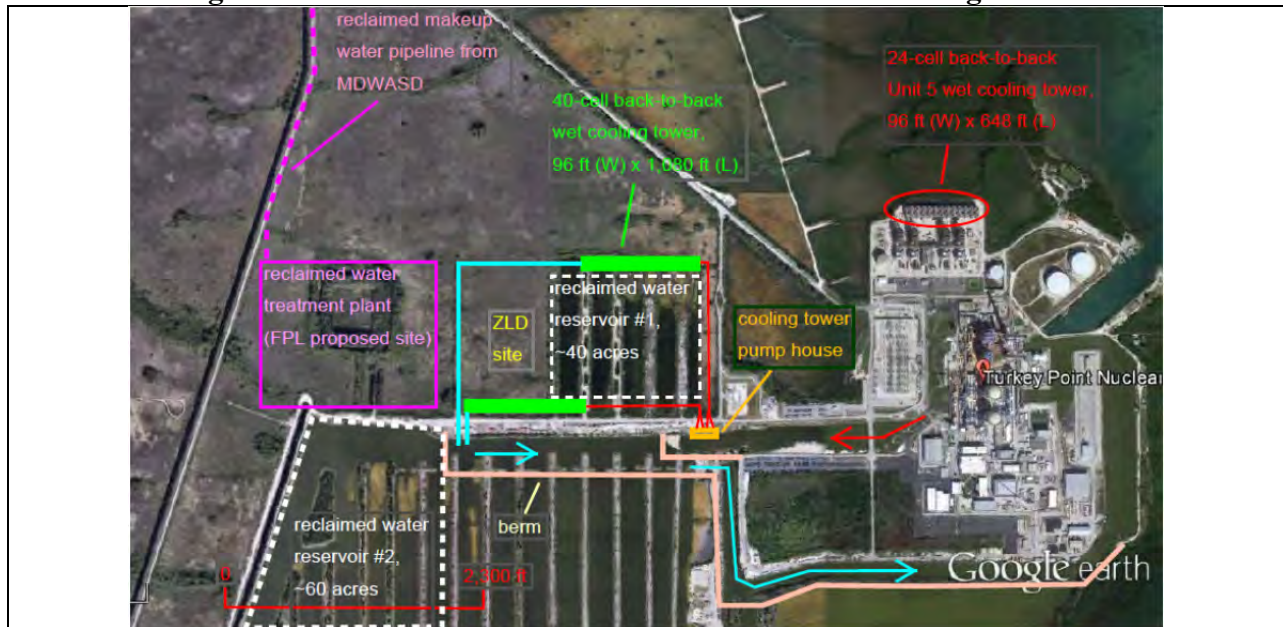 reclaimed makeup
water pipeline from
MDWASD
40-cell back-to-back
wet cooling tower,
96 ft (W) x 1,080 ft (L),
24-cell back-to-back
Unit 5 wet cooling tower,
96 ft (W) x 648 ft (L)
reclaimed water
treatment plant
(FPL proposed site)
ZLD
site
reclaimed water
reservoir #1,
~40 acres
cooling tower
pump house
Turkey Point Nuclear
reclaimed water
reservoir #2,
~60 acres
berm
0
2,300 ft
Google earth